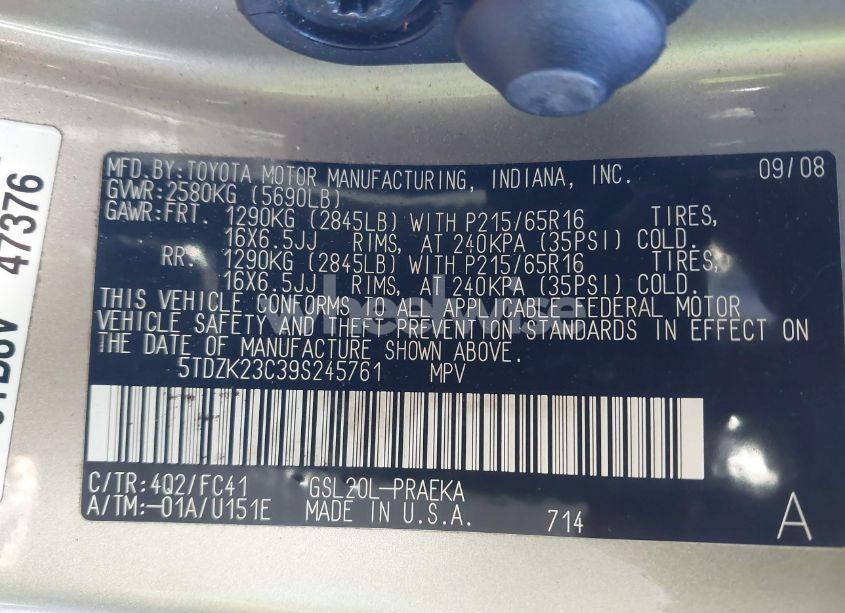 MFD.BY:TOYOTA MOTOR MANUFACTURING, INDIANA, INC. 09/08
GVWR:2580KG (5690LB)
GAWR:FRT. 1290KG (2845LB) WITH P215/65R16 TIRES,
16X6.5JJ RIMS, AT 240KPA (35PSI) COLD.
RR. 1290KG (2845LB) WITH P215/65R16 TIRES,
16X6.5JJ RIMS, AT 240KPA (35PSI) COLD.
THIS VEHICLE CONFORMS TO ALL APPLICABLE FEDERAL MOTOR
VEHICLE SAFETY AND THEFT PREVENTION STANDARDS IN EFFECT ON
THE DATE OF MANUFACTURE SHOWN ABOVE.
5TDZK23C39S245761 MPV
C/TR:4Q2/FC41 GSL20L-PRAEKA
A/TM:-01A/U151E MADE IN U.S.A. 714 A
47376